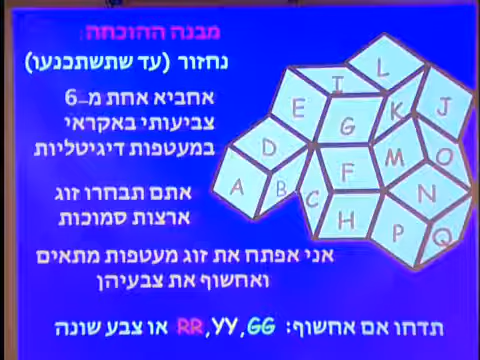 מבנה ההוכחה:
נחזור (עד שתשתכנעו)
אחביא אחת מ-6
צביעותי באקראי
במעטפות דיגיטליות
אתם תבחרו זוג
ארצות סמוכות
אני אפתח את זוג מעטפות מתאים
ואחשוף את צבעיהן
תדחו אם אחשוף: RR,YY,GG או צבע שונה
L
I
K
J
E
G
D
M
O
F
A
B
C
N
H
P
Q